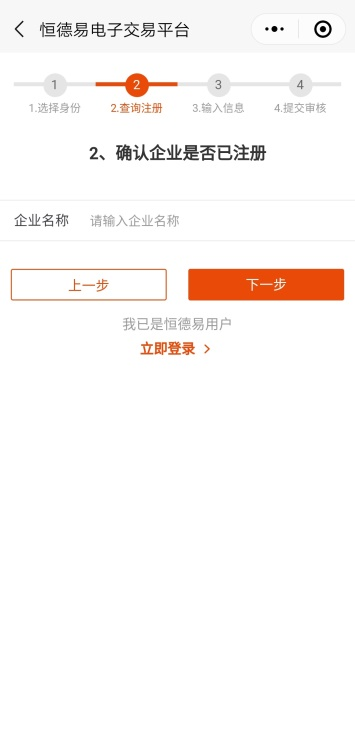 恒德易电子交易平台
1 2 3 4
1.选择身份 2.查询注册 3.输入信息 4.提交审核
2、确认企业是否已注册
企业名称 请输入企业名称
上一步 下一步
我已是恒德易用户
立即登录